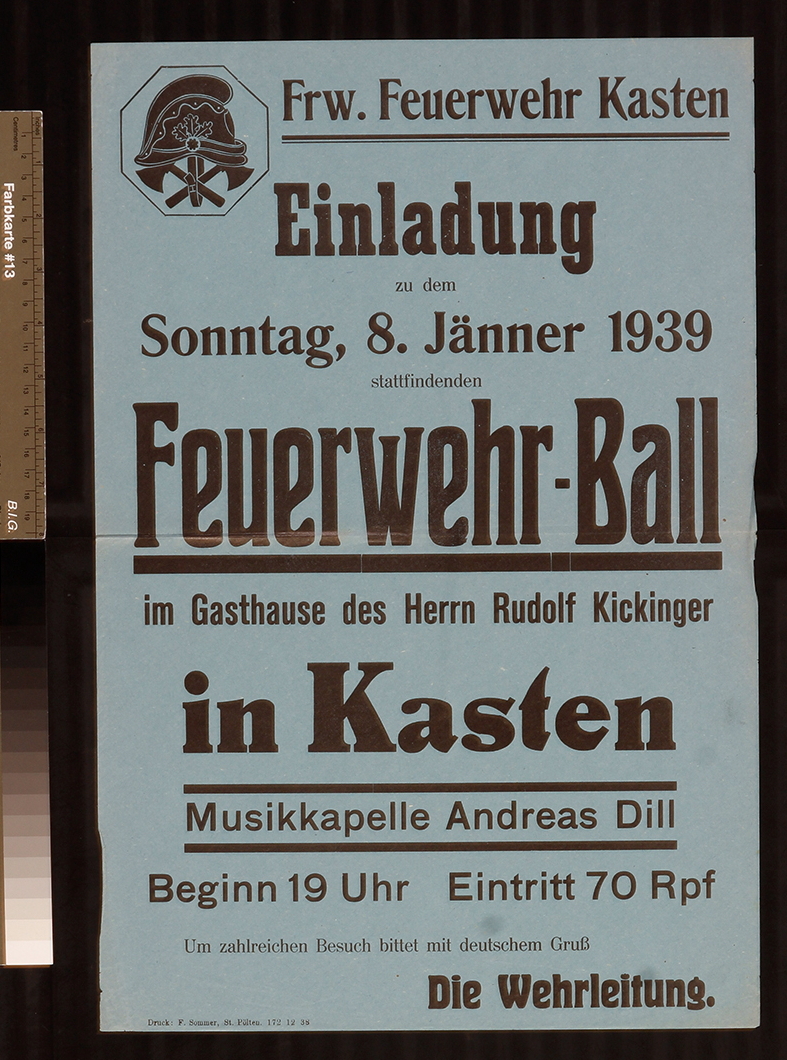 Frw. Feuerwehr Kasten
Einladung
zu dem
Sonntag, 8. Jänner 1939
stattfindenden
Feuerwehr-Ball
im Gasthause des Herrn Rudolf Kickinger
in Kasten
Musikkapelle Andreas Dill
Beginn 19 Uhr Eintritt 70 Rpf
Um zahlreichen Besuch bittet mit deutschem Gruß
Die Wehrleitung.
Druck: F. Sommer, St. Pölten. 172 12 38
Farbkarte #13
B.I.G.
Centimetres
Inches